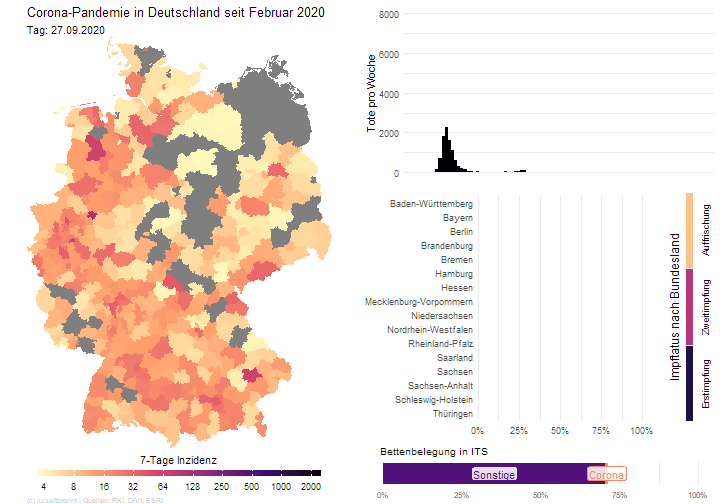 Corona-Pandemie in Deutschland seit Februar 2020
Tag: 27.09.2020
7-Tage Inzidenz
4 8 16 32 64 125 250 500 1000 2000
Tote pro Woche
8000
6000
4000
2000
0
Baden-Württemberg
Bayern
Berlin
Brandenburg
Bremen
Hamburg
Hessen
Mecklenburg-Vorpommern
Niedersachsen
Nordrhein-Westfalen
Rheinland-Pfalz
Saarland
Sachsen
Sachsen-Anhalt
Schleswig-Holstein
Thüringen
0% 25% 50% 75% 100%
Impfstatus nach Bundesland
Auffrischung
Zweitimpfung
Erstimpfung
Bettenbelegung in ITS
Sonstige Corona
0% 25% 50% 75% 100%
| Quellen: RKI, DIVI, ESRI